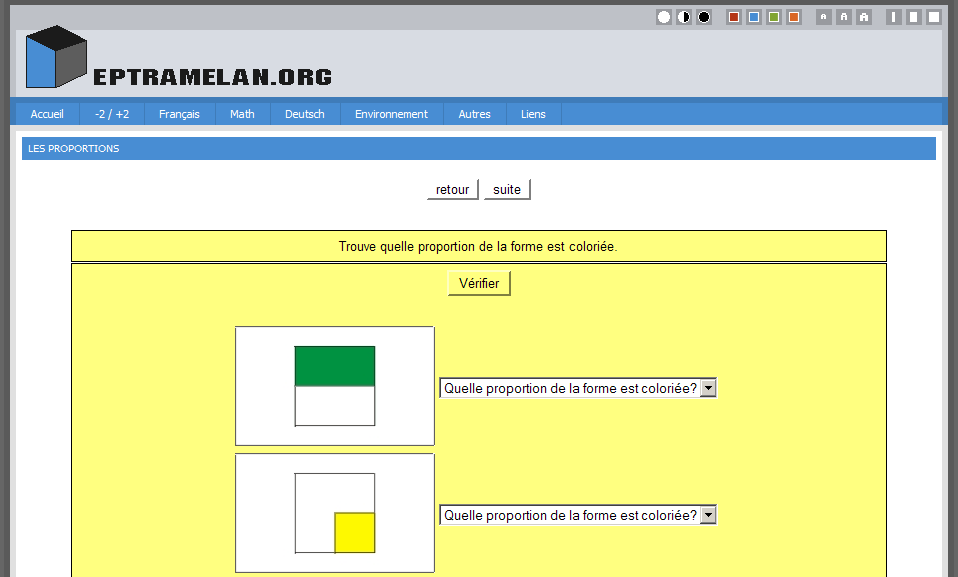 A A A
EPTRAMELAN.ORG
Accueil -2 / +2 Français Math Deutsch Environnement Autres Liens
LES PROPORTIONS
retour suite
Trouve quelle proportion de la forme est coloriée.
Vérifier
Quelle proportion de la forme est coloriée?
Quelle proportion de la forme est coloriée?